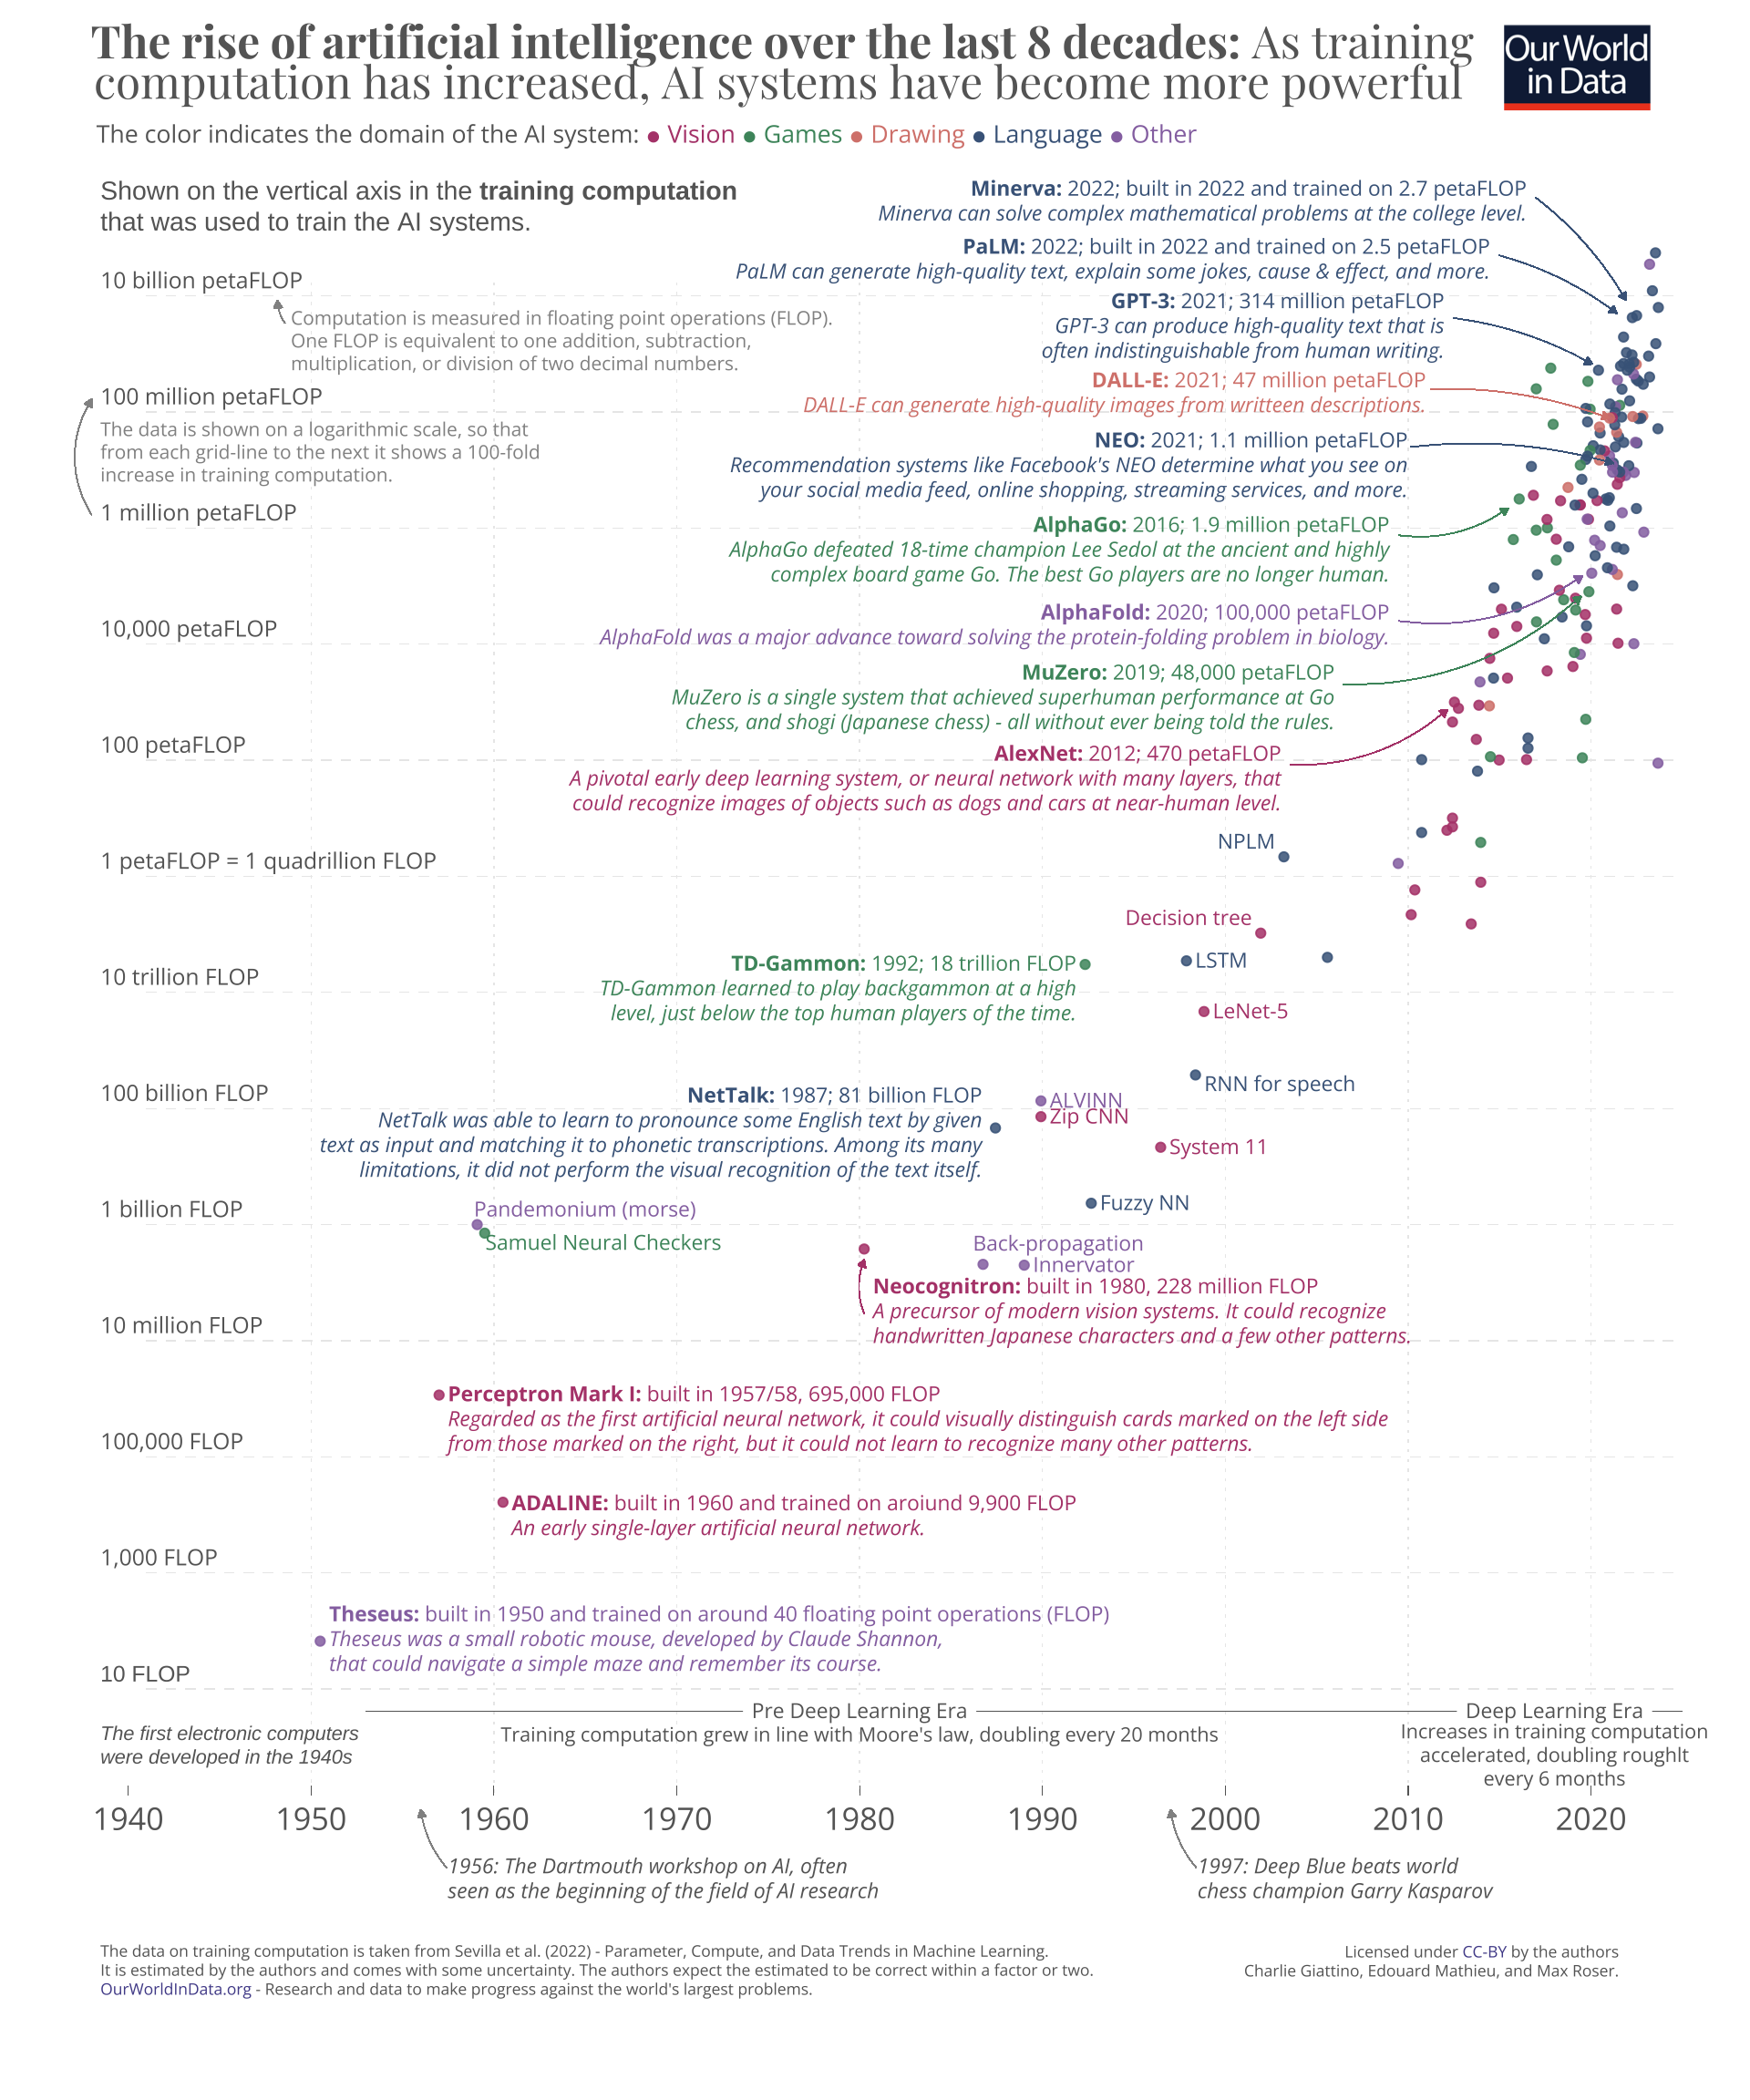 The rise of artificial intelligence over the last 8 decades: As training
computation has increased, AI systems have become more powerful
Our World
in Data
The color indicates the domain of the AI system: Vision Games Drawing Language Other
Shown on the vertical axis in the training computation
that was used to train the AI systems.
Minerva: 2022; built in 2022 and trained on 2.7 petaFLOP
Minerva can solve complex mathematical problems at the college level.
PaLM: 2022; built in 2022 and trained on 2.5 petaFLOP
PaLM can generate high-quality text, explain some jokes, cause & effect, and more.
10 billion petaFLOP
Computation is measured in floating point operations (FLOP).
One FLOP is equivalent to one addition, subtraction,
multiplication, or division of two decimal numbers.
GPT-3: 2021; 314 million petaFLOP
GPT-3 can produce high-quality text that is
often indistinguishable from human writing.
DALL-E: 2021; 47 million petaFLOP
DALL-E can generate high-quality images from writteen descriptions.
100 million petaFLOP
The data is shown on a logarithmic scale, so that
from each grid-line to the next it shows a 100-fold
increase in training computation.
NEO: 2021; 1.1 million petaFLOP
Recommendation systems like Facebook's NEO determine what you see on
your social media feed, online shopping, streaming services, and more.
1 million petaFLOP
AlphaGo: 2016; 1.9 million petaFLOP
AlphaGo defeated 18-time champion Lee Sedol at the ancient and highly
complex board game Go. The best Go players are no longer human.
AlphaFold: 2020; 100,000 petaFLOP
AlphaFold was a major advance toward solving the protein-folding problem in biology.
10,000 petaFLOP
MuZero: 2019; 48,000 petaFLOP
MuZero is a single system that achieved superhuman performance at Go
chess, and shogi (Japanese chess) - all without ever being told the rules.
100 petaFLOP
AlexNet: 2012; 470 petaFLOP
A pivotal early deep learning system, or neural network with many layers, that
could recognize images of objects such as dogs and cars at near-human level.
NPLM
1 petaFLOP = 1 quadrillion FLOP
Decision tree
TD-Gammon: 1992; 18 trillion FLOP
TD-Gammon learned to play backgammon at a high
level, just below the top human players of the time.
LSTM
10 trillion FLOP
LeNet-5
RNN for speech
100 billion FLOP
NetTalk: 1987; 81 billion FLOP
NetTalk was able to learn to pronounce some English text by given
text as input and matching it to phonetic transcriptions. Among its many
limitations, it did not perform the visual recognition of the text itself.
ALVINN
Zip CNN
System 11
Fuzzy NN
1 billion FLOP
Pandemonium (morse)
Samuel Neural Checkers
Back-propagation
Innervator
Neocognitron: built in 1980, 228 million FLOP
A precursor of modern vision systems. It could recognize
handwritten Japanese characters and a few other patterns.
10 million FLOP
Perceptron Mark I: built in 1957/58, 695,000 FLOP
Regarded as the first artificial neural network, it could visually distinguish cards marked on the left side
from those marked on the right, but it could not learn to recognize many other patterns.
100,000 FLOP
ADALINE: built in 1960 and trained on aroiund 9,900 FLOP
An early single-layer artificial neural network.
1,000 FLOP
Theseus: built in 1950 and trained on around 40 floating point operations (FLOP)
Theseus was a small robotic mouse, developed by Claude Shannon,
that could navigate a simple maze and remember its course.
10 FLOP
The first electronic computers
were developed in the 1940s
Pre Deep Learning Era
Training computation grew in line with Moore's law, doubling every 20 months
Deep Learning Era
Increases in training computation
accelerated, doubling roughlt
every 6 months
1940 1950 1960 1970 1980 1990 2000 2010 2020
1956: The Dartmouth workshop on AI, often
seen as the beginning of the field of AI research
1997: Deep Blue beats world
chess champion Garry Kasparov
The data on training computation is taken from Sevilla et al. (2022) - Parameter, Compute, and Data Trends in Machine Learning.
It is estimated by the authors and comes with some uncertainty. The authors expect the estimated to be correct within a factor or two.
OurWorldInData.org - Research and data to make progress against the world's largest problems.
Licensed under CC-BY by the authors
Charlie Giattino, Edouard Mathieu, and Max Roser.